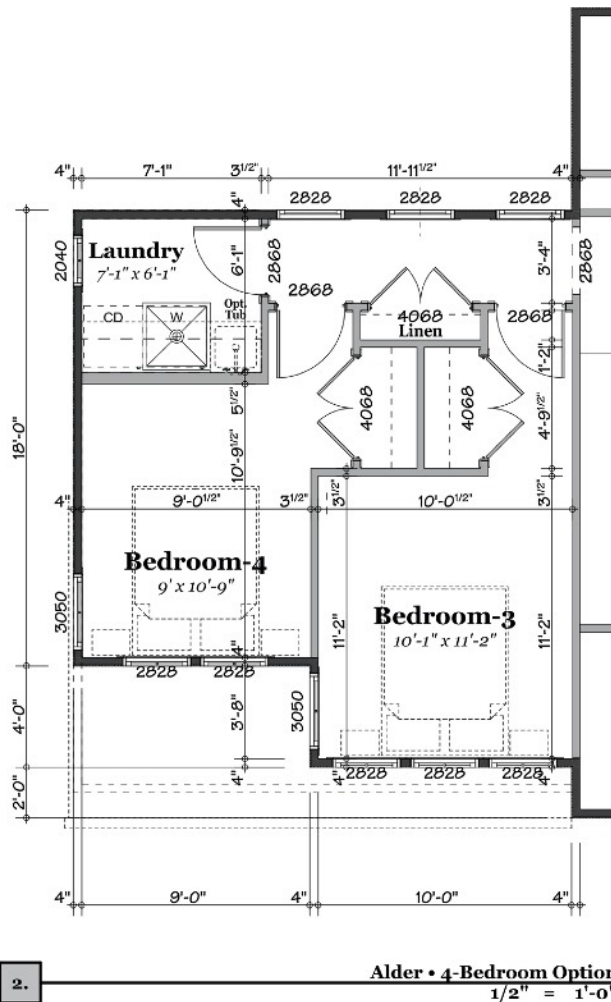 4" 7'-1" 3 1/2" 11'-11 1/2" 4"
4" 2828 2828 2828
2040 Laundry
7'-1" x 6'-1"
6'-1" 2868 3'-4" 2868
2868 4068 2868
Linen
CD W Opt.
Tub
1'-2"
5 1/2" 4068 4068 4'-9 1/2"
18'-0" 10'-9 1/2"
3 1/2" 3 1/2"
4" 9'-0 1/2" 3 1/2" 10'-0 1/2"
Bedroom-4
9' x 10'-9"
3050
Bedroom-3
10'-1" x 11'-2"
11'-2" 11'-2"
2828 2828 4"
4'-0" 3'-8" 3050
4" 4" 2828 2828 2828 4"
2'-0"
4" 9'-0" 4" 10'-0" 4"
2.
Alder • 4-Bedroom Option
1/2" = 1'-0"